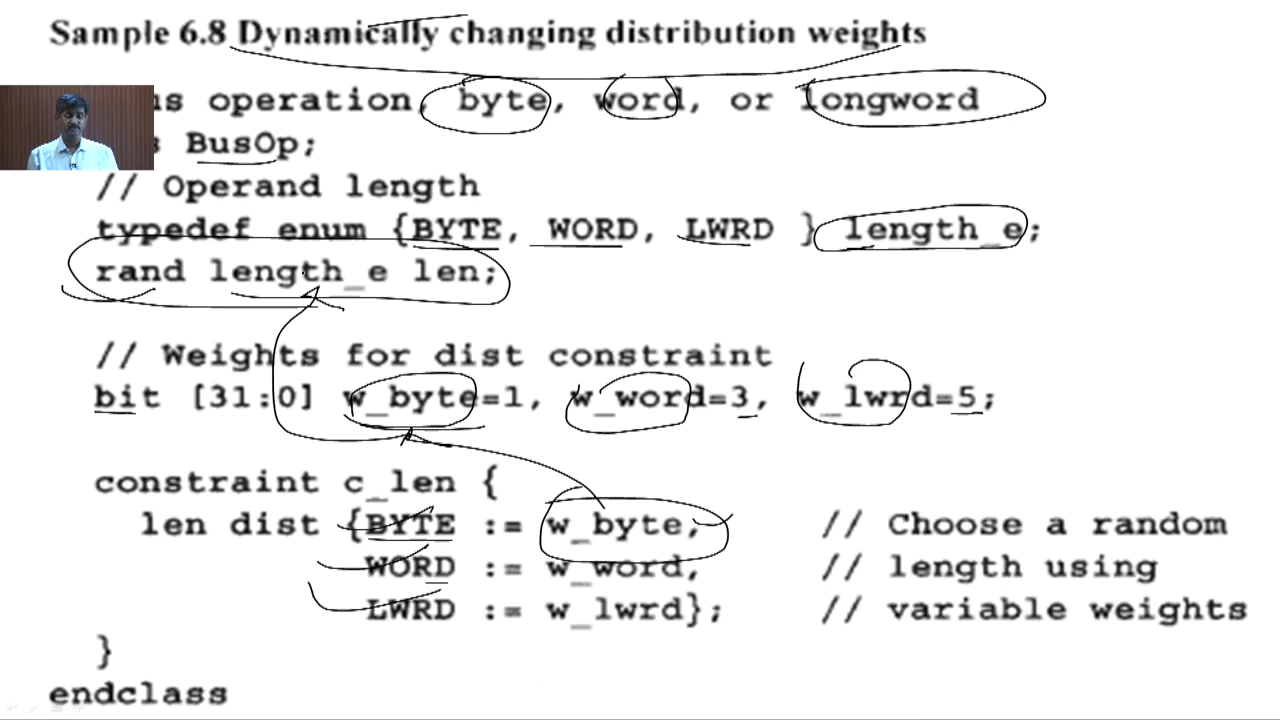 Sample 6.8 Dynamically changing distribution weights
operation, byte, word, or longword
BusOp;
// Operand length
typedef enum {BYTE, WORD, LWRD } length_e;
rand length_e len;
// Weights for dist constraint
bit [31:0] w_byte=1, w_word=3, w_lwrd=5;
constraint c_len {
len dist {BYTE := w_byte, // Choose a random
WORD := w_word, // length using
LWRD := w_lwrd}; // variable weights
}
endclass